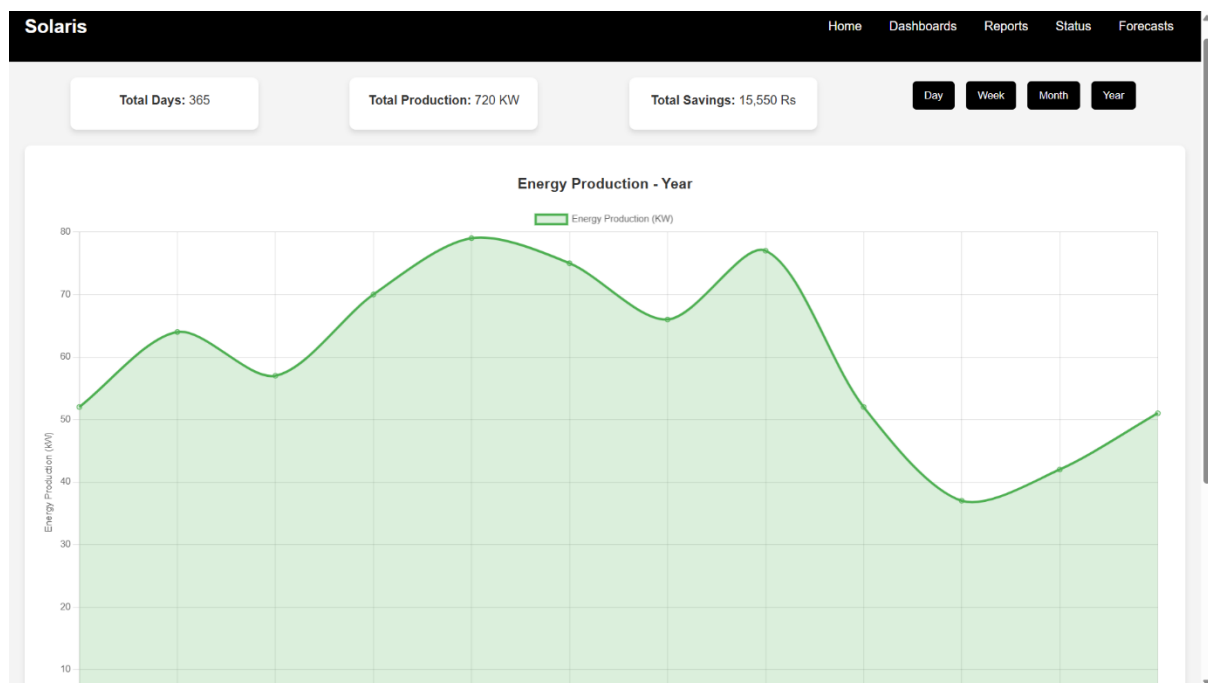 Solaris
Home Dashboards Reports Status Forecasts
Total Days: 365
Total Production: 720 KW
Total Savings: 15,550 Rs
Day Week Month Year
Energy Production - Year
Energy Production (KW)
80
70
60
50
40
30
20
10
Energy Production (kW)